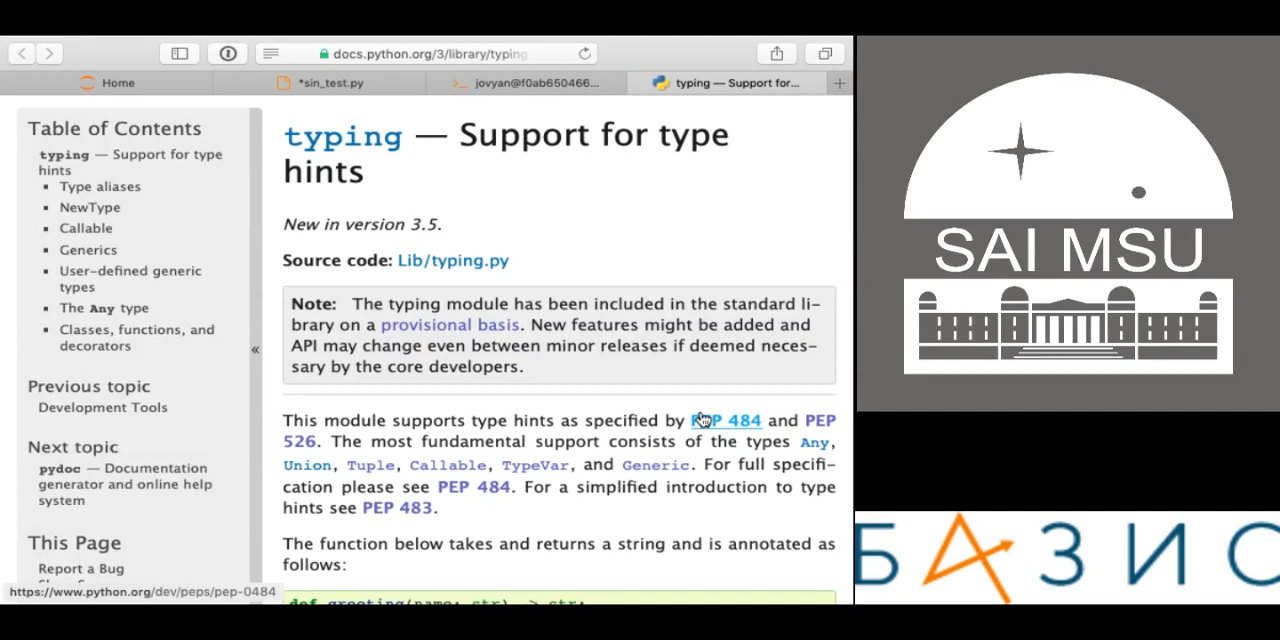 docs.python.org/3/library/typing
Home
*sin_test.py
jovyan@f0ab650466...
typing — Support for...
Table of Contents
typing — Support for type
hints
Type aliases
NewType
Callable
Generics
User-defined generic
types
The Any type
Classes, functions, and
decorators
Previous topic
Development Tools
Next topic
pydoc — Documentation
generator and online help
system
This Page
Report a Bug
https://www.python.org/dev/peps/pep-0484
«
typing — Support for type
hints
New in version 3.5.
Source code: Lib/typing.py
Note: The typing module has been included in the standard li-
brary on a provisional basis. New features might be added and
API may change even between minor releases if deemed neces-
sary by the core developers.
This module supports type hints as specified by PEP 484 and PEP
526. The most fundamental support consists of the types Any,
Union, Tuple, Callable, TypeVar, and Generic. For full specifi-
cation please see PEP 484. For a simplified introduction to type
hints see PEP 483.
The function below takes and returns a string and is annotated as
follows:
def greeting(name: str) -> str:
SAI MSU
БАЗИС